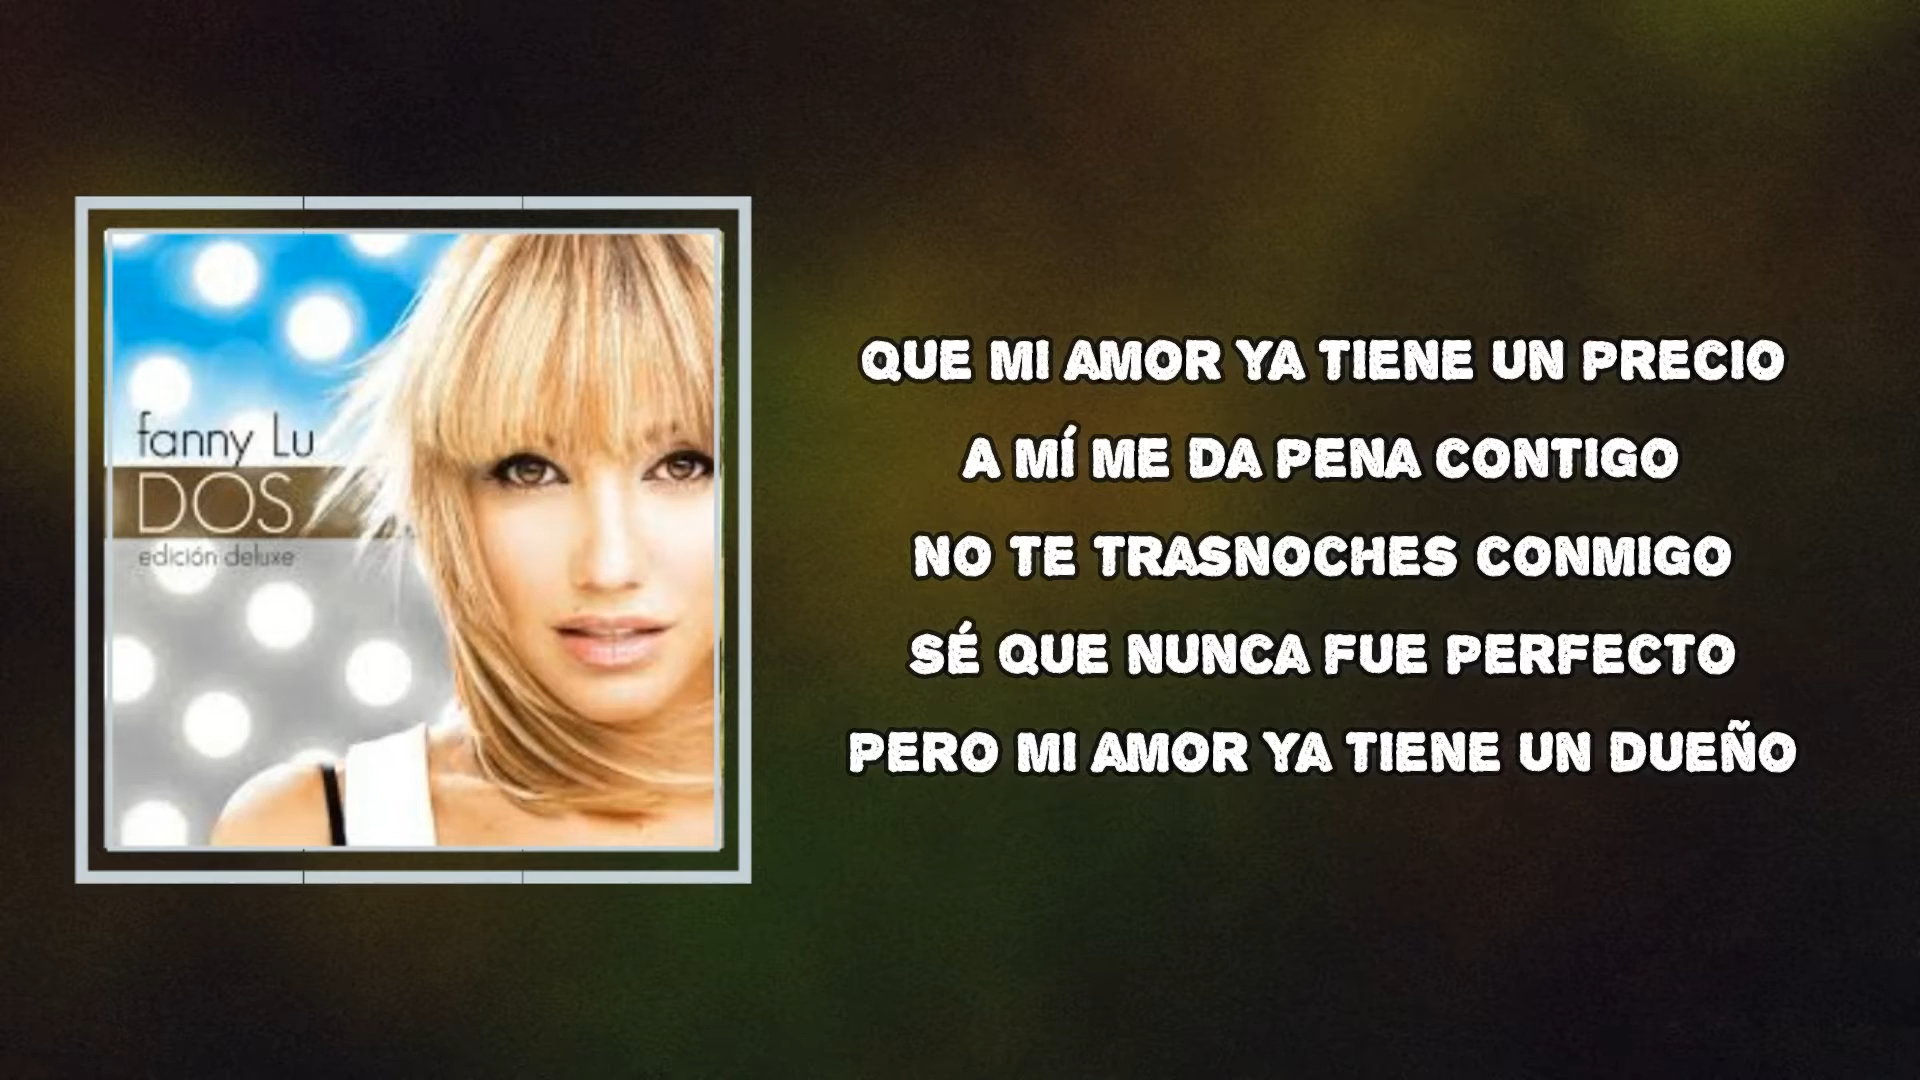 fanny Lu
DOS
edición deluxe
QUE MI AMOR YA TIENE UN PRECIO
A MÍ ME DA PENA CONTIGO
NO TE TRASNOCHES CONMIGO
SÉ QUE NUNCA FUE PERFECTO
PERO MI AMOR YA TIENE UN DUEÑO